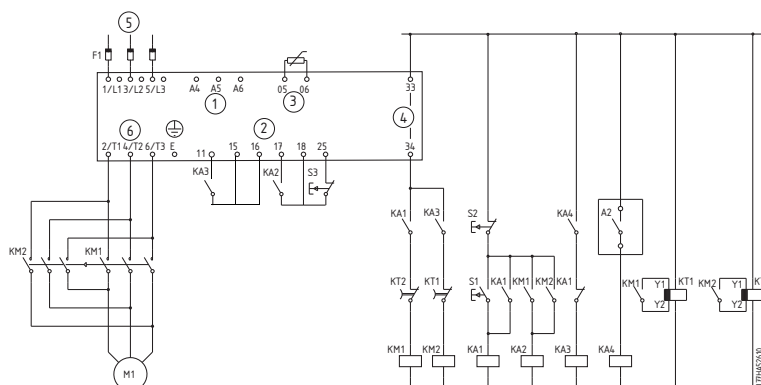 5
F1
1/L1 3/L2 5/L3
A4 A5 A6
05 06
33
1
3
4
6
2
2/T1 4/T2 6/T3 E
11 15 16 17 18 25
34
KA3
KA2
S3
KA1
KA3
S2
KA4
A2
KM2
KM1
KT2
KT1
S1
KA1
KM1
KM2
KA1
KM1
Y1
Y2
KT1
KM2
Y1
Y2
KM1
KM2
KA1
KA2
KA3
KA4
M1